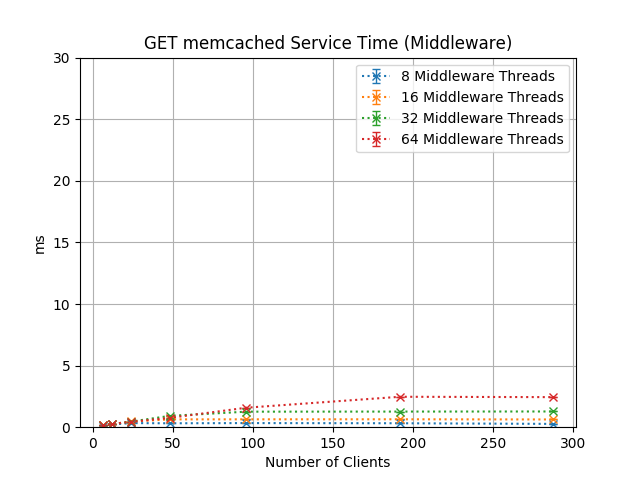 GET memcached Service Time (Middleware)
30
25
20
15
10
5
0
ms
8 Middleware Threads
16 Middleware Threads
32 Middleware Threads
64 Middleware Threads
0 50 100 150 200 250 300
Number of Clients